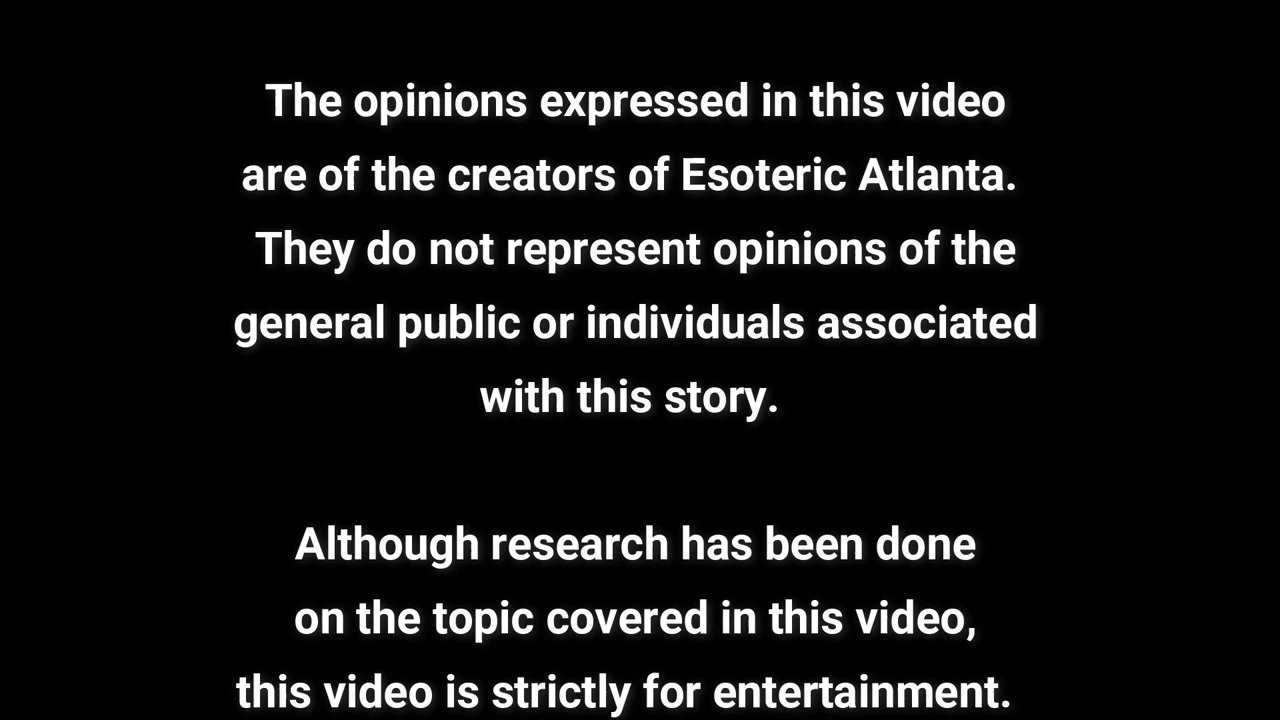 The opinions expressed in this video
are of the creators of Esoteric Atlanta.
They do not represent opinions of the
general public or individuals associated
with this story.
Although research has been done
on the topic covered in this video,
this video is strictly for entertainment.